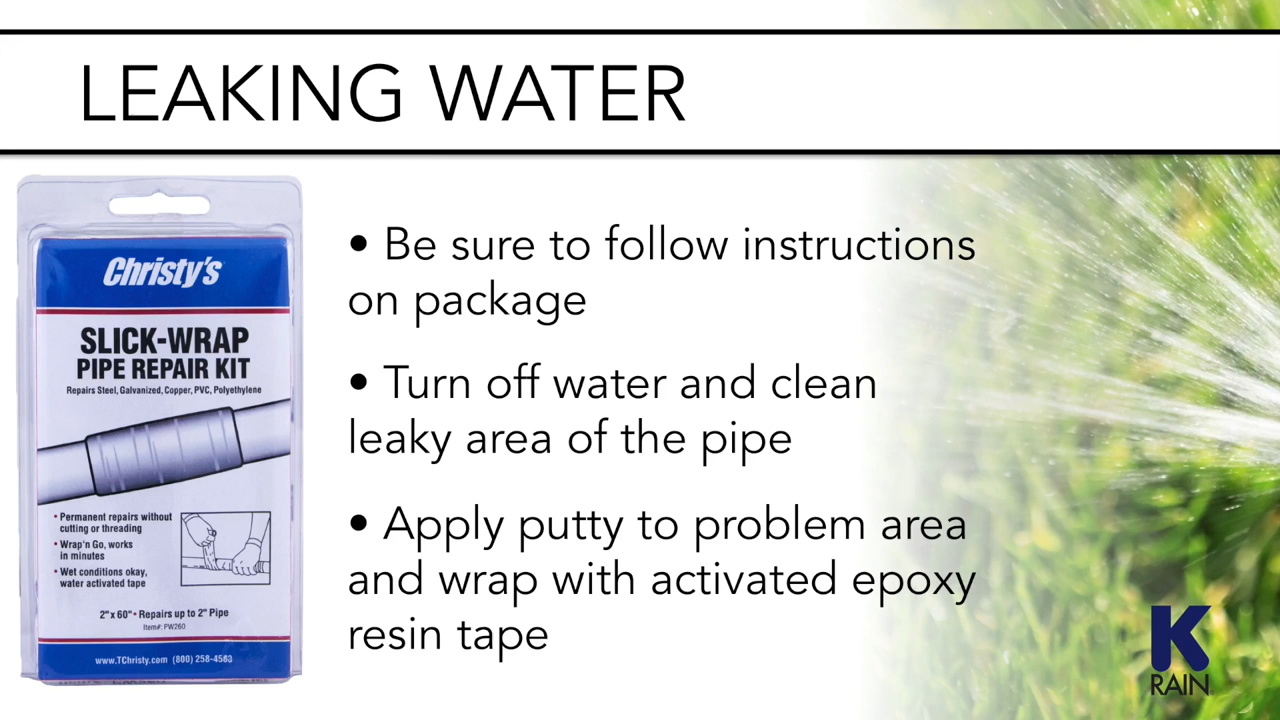 LEAKING WATER
Christy's
SLICK-WRAP
PIPE REPAIR KIT
Repairs Steel, Galvanized, Copper, PVC, Polyethylene
• Permanent repairs without
cutting or threading
• Wrap'n Go, works
in minutes
• Wet conditions okay,
water activated tape
2" x 60" • Repairs up to 2" Pipe
Item#: PW260
www.TChristy.com (800) 258-4583
• Be sure to follow instructions
on package
• Turn off water and clean
leaky area of the pipe
• Apply putty to problem area
and wrap with activated epoxy
resin tape
K
RAIN